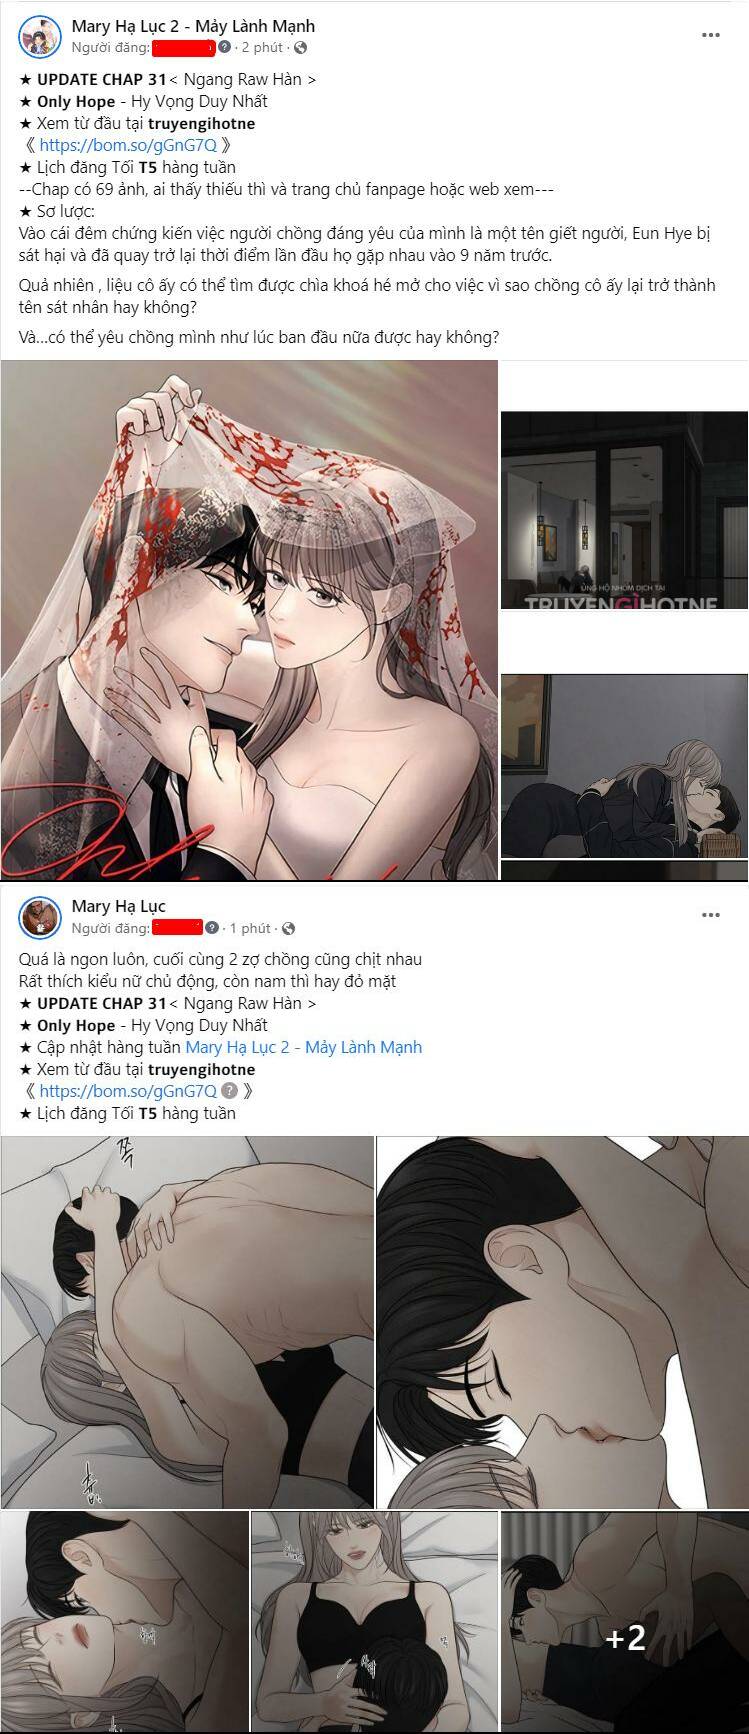 Mary Hạ Lục 2 - Mảy Lành Mạnh
Người đăng: · 2 phút ·
★ UPDATE CHAP 31< Ngang Raw Hàn >
★ Only Hope - Hy Vọng Duy Nhất
★ Xem từ đầu tại truyengihotne
《 https://bom.so/gGnG7Q 》
★ Lịch đăng Tối T5 hàng tuần
--Chap có 69 ảnh, ai thấy thiếu thì và trang chủ fanpage hoặc web xem---
★ Sơ lược:
Vào cái đêm chứng kiến việc người chồng đáng yêu của mình là một tên giết người, Eun Hye bị
sát hại và đã quay trở lại thời điểm lần đầu họ gặp nhau vào 9 năm trước.
Quả nhiên , liệu cô ấy có thể tìm được chìa khoá hé mở cho việc vì sao chồng cô ấy lại trở thành
tên sát nhân hay không?
Và...có thể yêu chồng mình như lúc ban đầu nữa được hay không?
ỦNG HỘ NHÓM DỊCH TẠI
TRUYENGÌHOTNE
Mary Hạ Lục
Người đăng: · 1 phút ·
Quá là ngon luôn, cuối cùng 2 zợ chồng cũng chịt nhau
Rất thích kiểu nữ chủ động, còn nam thì hay đỏ mặt
★ UPDATE CHAP 31< Ngang Raw Hàn >
★ Only Hope - Hy Vọng Duy Nhất
★ Cập nhật hàng tuần Mary Hạ Lục 2 - Mảy Lành Mạnh
★ Xem từ đầu tại truyengihotne
《 https://bom.so/gGnG7Q 》
★ Lịch đăng Tối T5 hàng tuần
쪽
+2